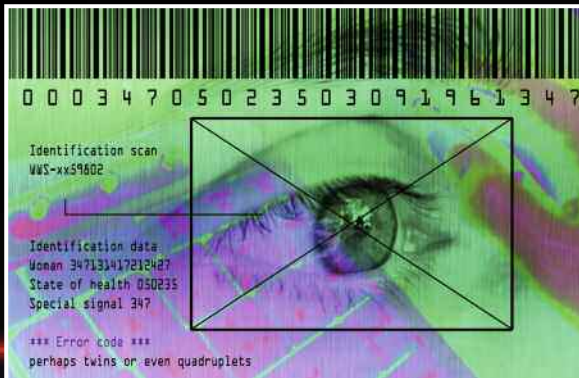 0 0 0 3 4 7 0 5 0 2 3 5 0 3 0 9 1 9 6 1 3 4 7
Identification scan
WWS-xx59602
Identification data
Woman 347131417212427
State of health 050235
Special signal 347
*** Error code ***
perhaps twins or even quadruplets